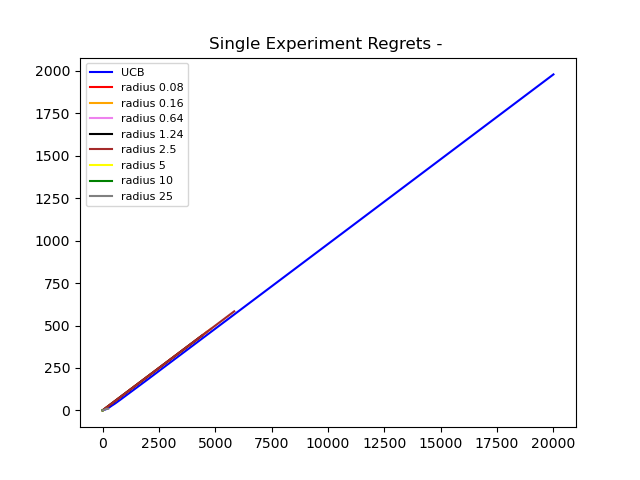 Single Experiment Regrets -
UCB
radius 0.08
radius 0.16
radius 0.64
radius 1.24
radius 2.5
radius 5
radius 10
radius 25
2000
1750
1500
1250
1000
750
500
250
0
0 2500 5000 7500 10000 12500 15000 17500 20000